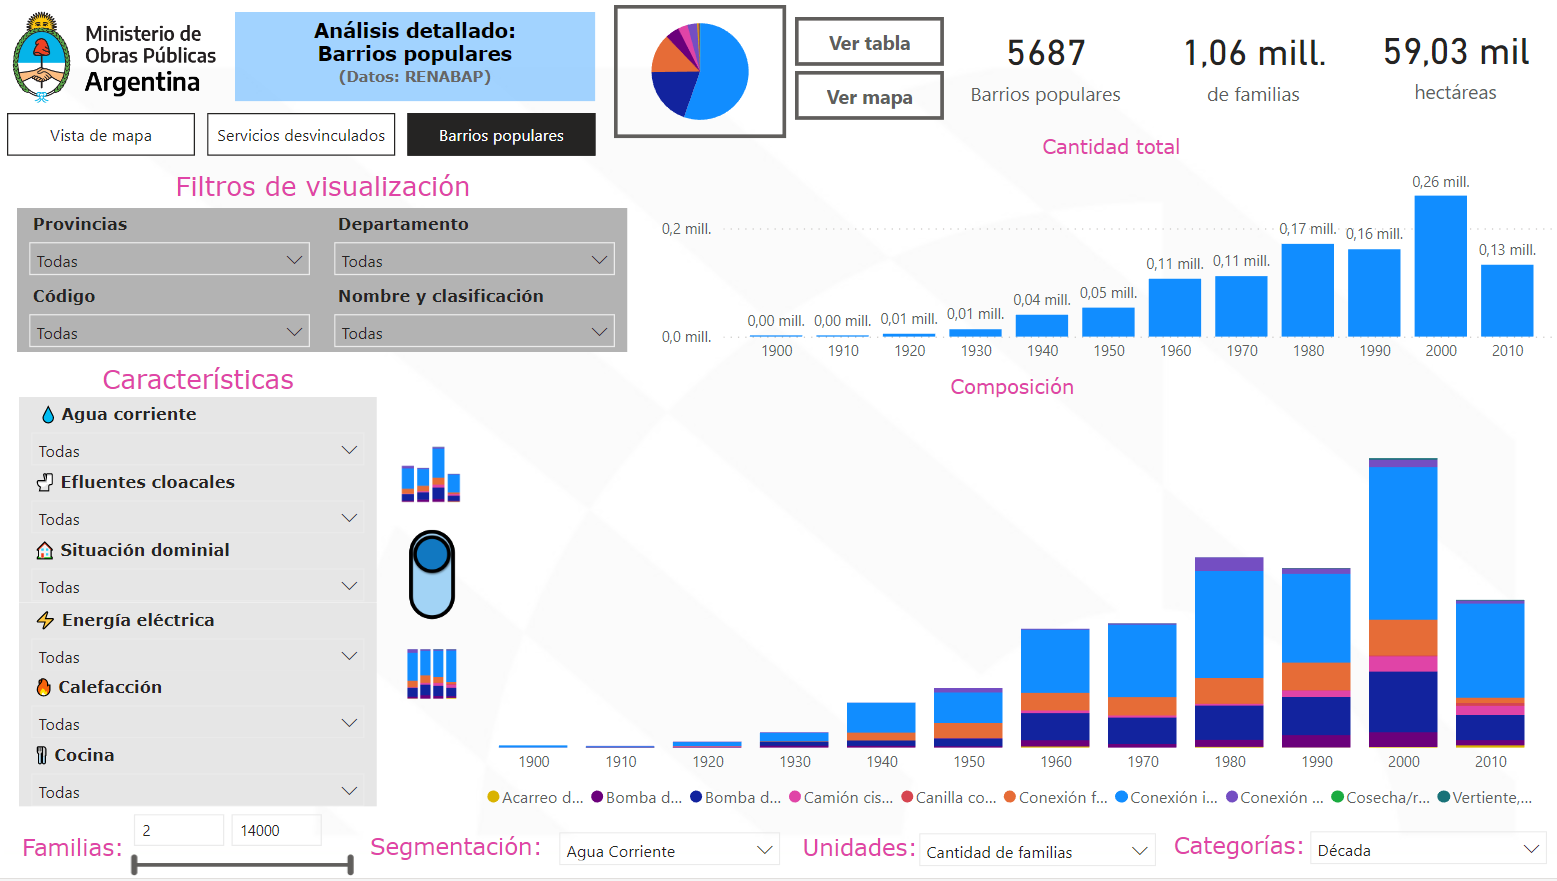 Ministerio de
Obras Públicas
Argentina
Análisis detallado:
Barrios populares
(Datos: RENABAP)
Vista de mapa
Servicios desvinculados
Barrios populares
Ver tabla
Ver mapa
5687
Barrios populares
1,06 mill.
de familias
59,03 mil
hectáreas
Filtros de visualización
Provincias
Todas
Departamento
Todas
Código
Todas
Nombre y clasificación
Todas
Cantidad total
0,2 mill.
0,0 mill.
0,00 mill.
0,00 mill.
0,01 mill.
0,01 mill.
0,04 mill.
0,05 mill.
0,11 mill.
0,11 mill.
0,17 mill.
0,16 mill.
0,26 mill.
0,13 mill.
1900
1910
1920
1930
1940
1950
1960
1970
1980
1990
2000
2010
Características
Agua corriente
Todas
Efluentes cloacales
Todas
Situación dominial
Todas
Energía eléctrica
Todas
Calefacción
Todas
Cocina
Todas
Composición
1900
1910
1920
1930
1940
1950
1960
1970
1980
1990
2000
2010
Acarreo d...
Bomba d...
Bomba d...
Camión cis...
Canilla co...
Conexión f...
Conexión i...
Conexión ...
Cosecha/r...
Vertiente,...
Familias:
2
14000
Segmentación:
Agua Corriente
Unidades:
Cantidad de familias
Categorías:
Década